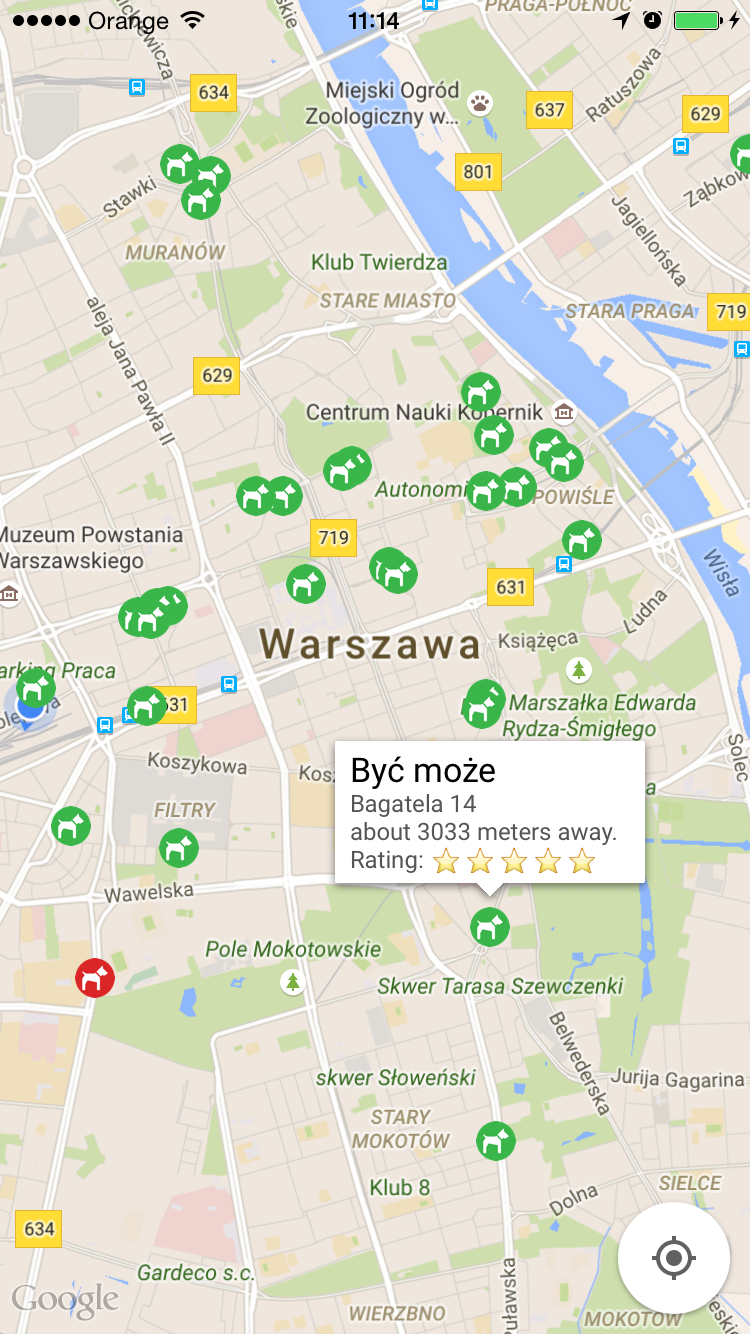 Orange
11:14
PRAGA-PÓŁNOC
634
Miejski Ogród
Zoologiczny w...
637
Ratuszowa
629
801
Stawki
Jagiellońska
MURANÓW
Klub Twierdza
STARE MIASTO
STARA PRAGA
719
aleja Jana Pawła II
629
Centrum Nauki Kopernik
Autonomi
POWIŚLE
Muzeum Powstania
Warszawskiego
719
631
Wisła
Ludna
Warszawa
Książęca
arking Praca
631
Marszałka Edwarda
Rydza-Śmigłego
Solec
Koszykowa
Kosz
Być może
Bagatela 14
about 3033 meters away.
Rating:
FILTRY
Wawelska
Pole Mokotowskie
Skwer Tarasa Szewczenki
Belwederska
skwer Słoweński
Jurija Gagarina
STARY
MOKOTÓW
Klub 8
SIELCE
Dolna
634
Gardeco s.c.
Puławska
Google
WIERZBNO
MOKOTÓW